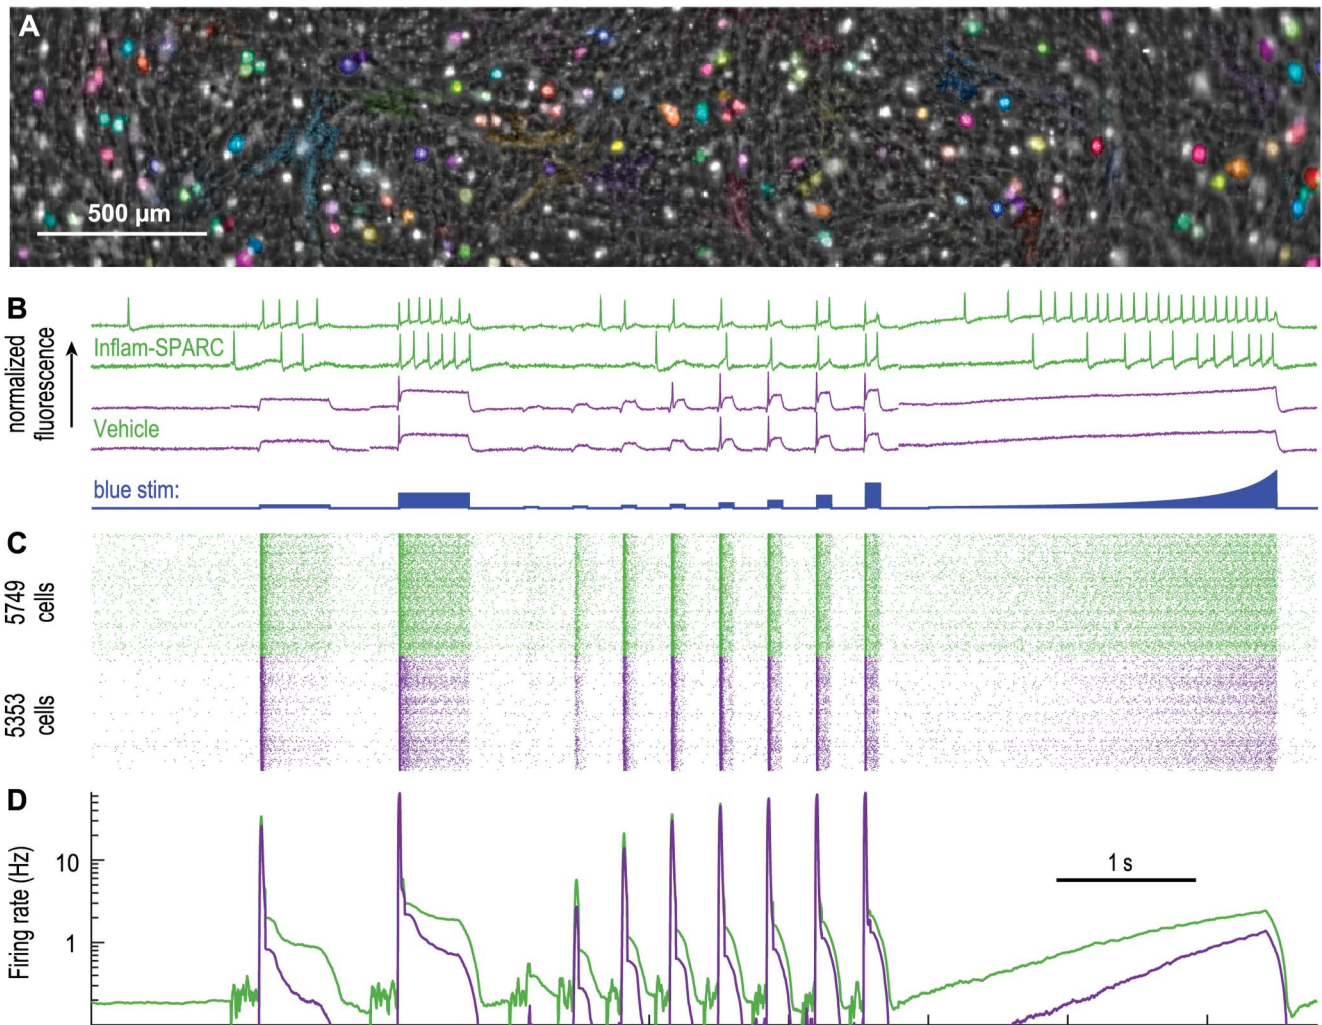 A
500 µm
B
normalized
fluorescence
Inflam-SPARC
Vehicle
blue stim:
C
5749
cells
5353
cells
D
Firing rate (Hz)
10
1
1 s